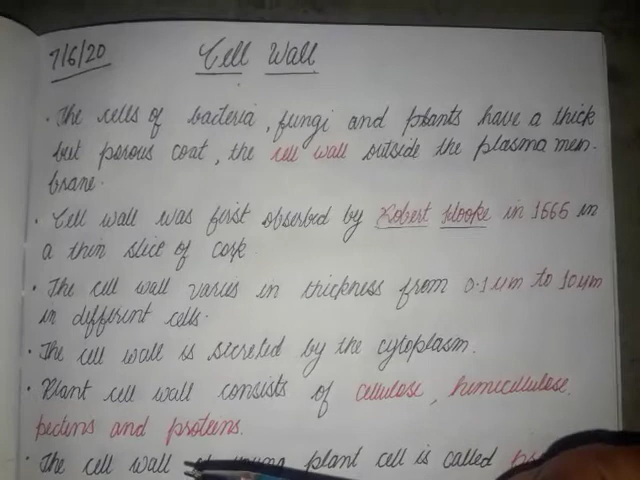 7/6/20
Cell Wall
• The cells of bacteria, fungi and plants have a thick
but porous coat, the cell wall outside the plasma mem-
brane.
• Cell wall was first observed by Robert Hooke in 1665 in
a thin slice of cork
• The cell wall varies in thickness from 0.1 um to 10 um
in different cells.
• The cell wall is secreted by the cytoplasm.
• Plant cell wall consists of cellulose, hemicellulose,
pectins and proteins.
• The cell wall young plant cell is called